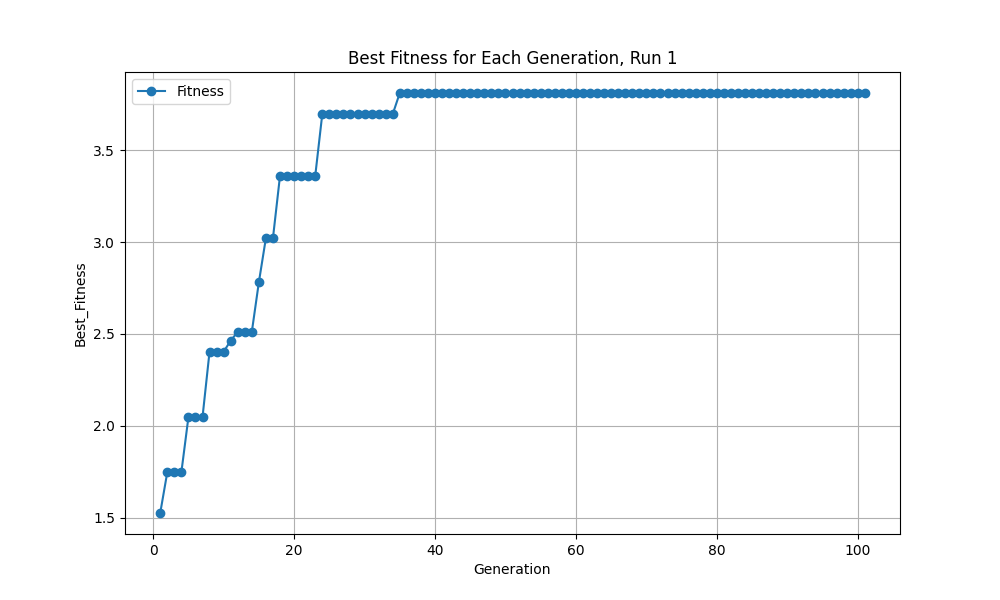 Best Fitness for Each Generation, Run 1
Fitness
Best_Fitness
3.5
3.0
2.5
2.0
1.5
0 20 40 60 80 100
Generation